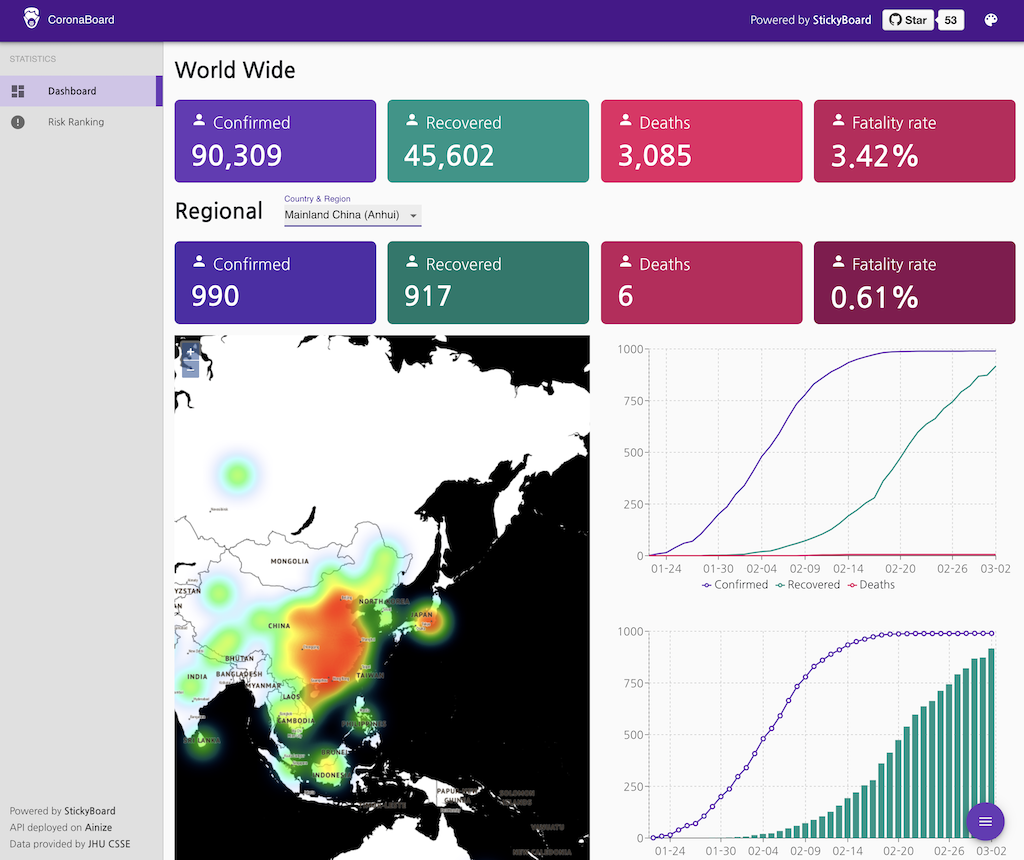 CoronaBoard
Powered by StickyBoard
Star
53
STATISTICS
Dashboard
Risk Ranking
World Wide
Confirmed
90,309
Recovered
45,602
Deaths
3,085
Fatality rate
3.42%
Regional
Country & Region
Mainland China (Anhui)
Confirmed
990
Recovered
917
Deaths
6
Fatality rate
0.61%
+
−
MONGOLIA
NORTH KOREA
JAPAN
CHINA
BHUTAN
INDIA
BANGLADESH
MYANMAR
TAIWAN
LAOS
CAMBODIA
PHILIPPINES
SRI LANKA
BRUNEI
INDONESIA
SOLOMON
ISLANDS
VANUATU
NEW CALEDONIA
1000
750
500
250
0
01-24 01-30 02-04 02-09 02-14 02-20 02-26 03-02
Confirmed Recovered Deaths
1000
750
500
250
0
01-24 01-30 02-04 02-09 02-14 02-20 02-26 03-02
Powered by StickyBoard
API deployed on Ainize
Data provided by JHU CSSE